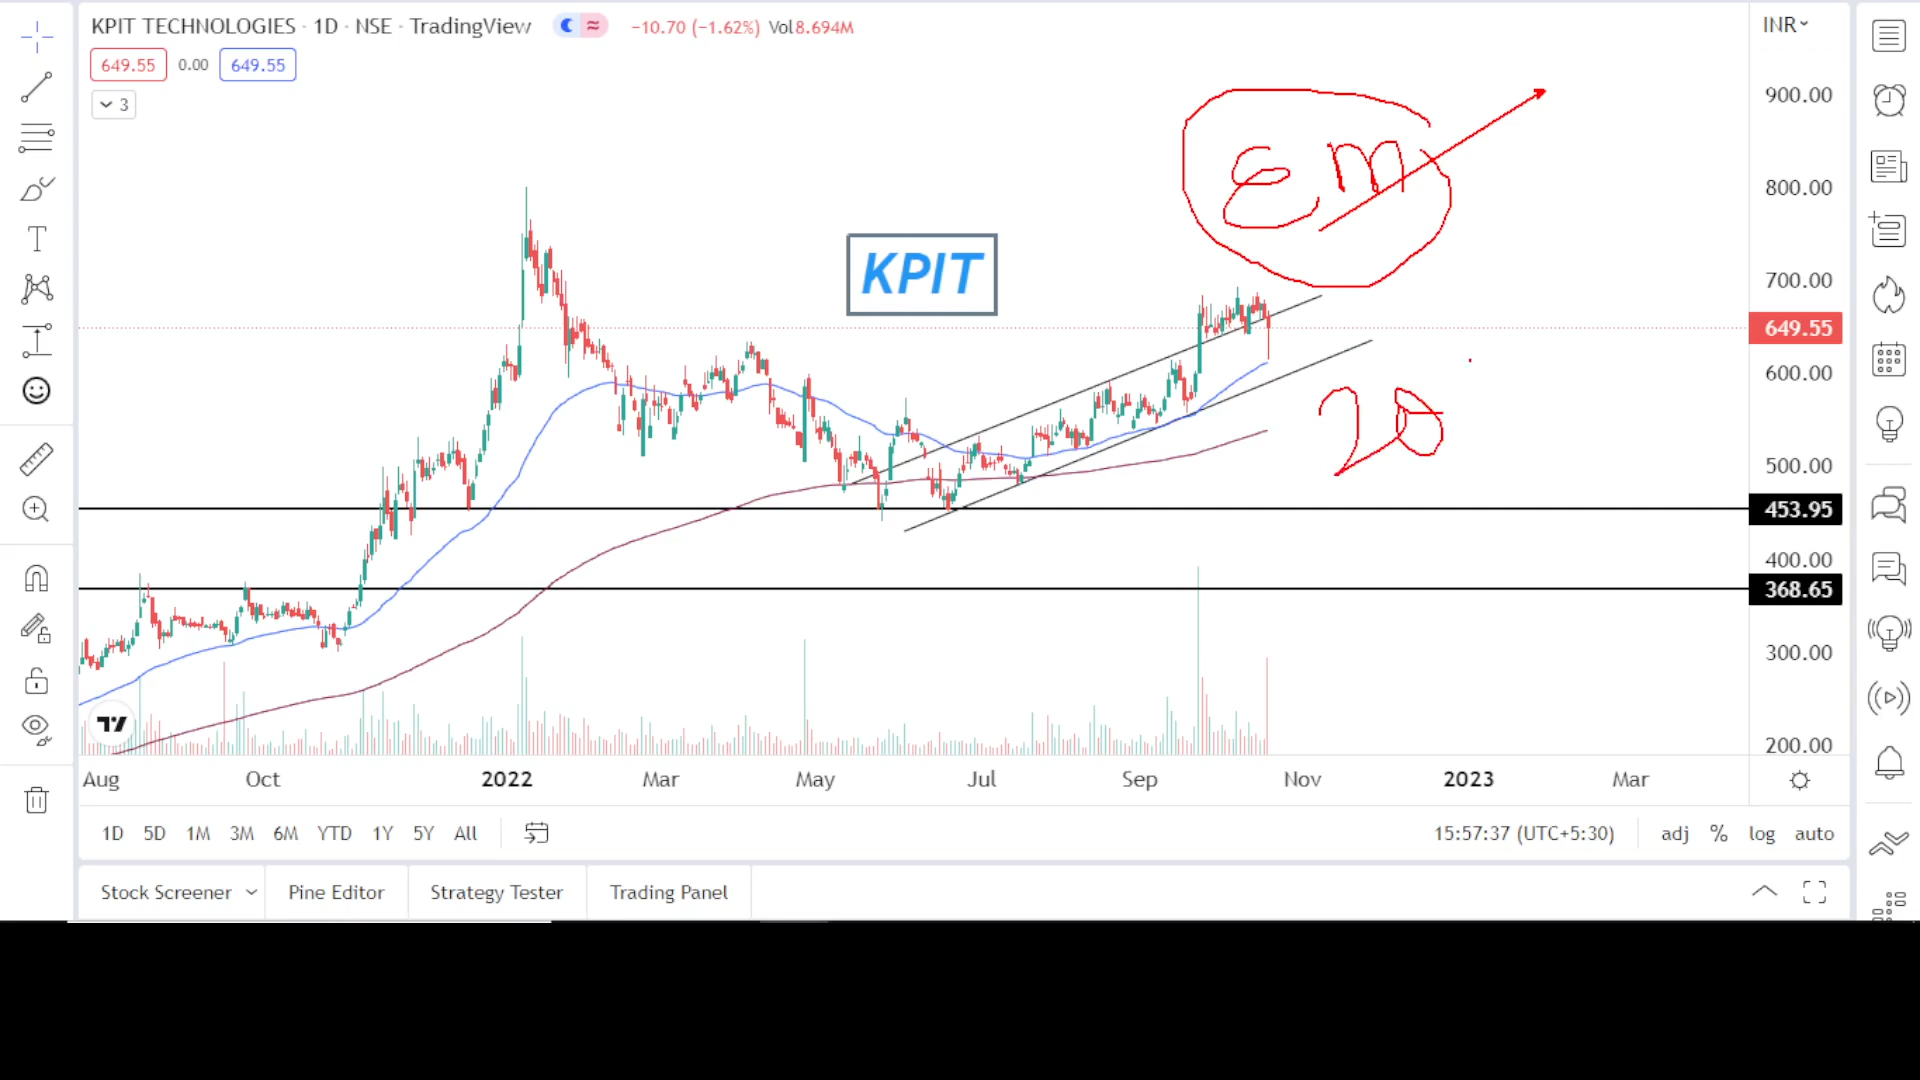 KPIT TECHNOLOGIES · 1D · NSE · TradingView −10.70 (−1.62%) Vol8.694M INR
649.55 0.00 649.55
3
900.00
Em
800.00
KPIT
700.00
649.55
600.00
20
500.00
453.95
400.00
368.65
300.00
200.00
Aug Oct 2022 Mar May Jul Sep Nov 2023 Mar
1D 5D 1M 3M 6M YTD 1Y 5Y All 15:57:37 (UTC+5:30) adj % log auto
Stock Screener Pine Editor Strategy Tester Trading Panel